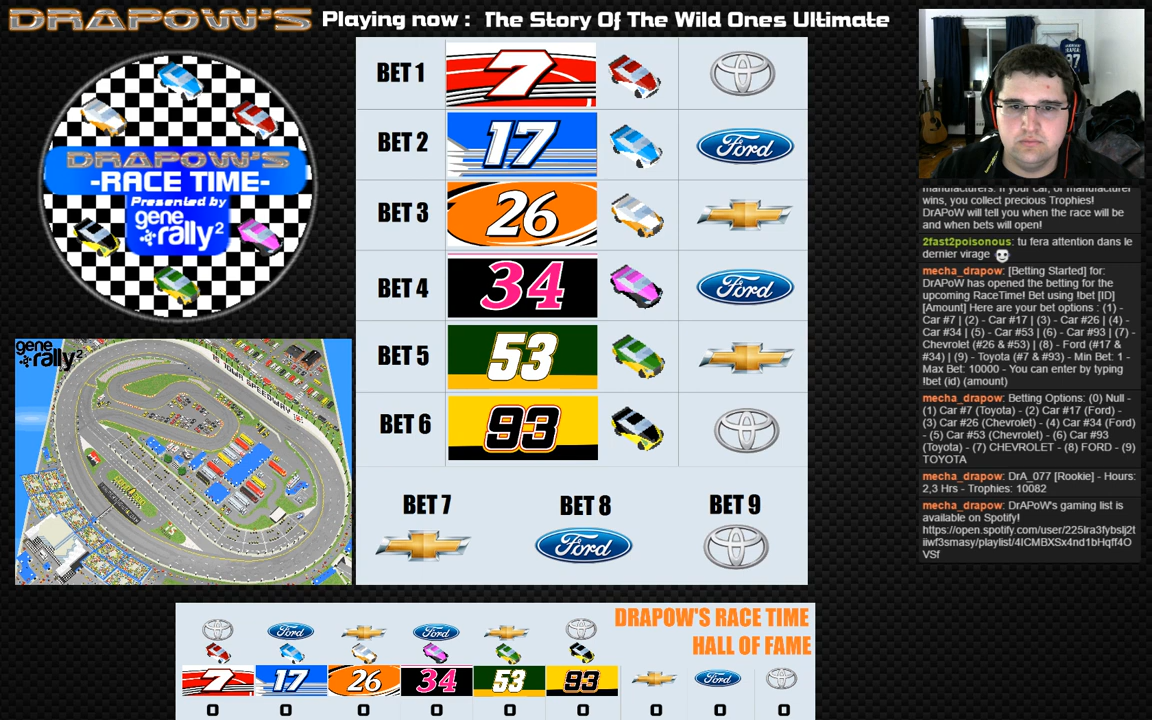 DRAPOW'S
Playing now : The Story Of The Wild Ones Ultimate
DRAPOW'S
-RACE TIME-
Presented by
gene
rally²
BET 1
7
TOYOTA
BET 2
17
Ford
BET 3
26
BET 4
34
Ford
BET 5
53
BET 6
93
BET 7
BET 8
BET 9
Ford
gene
rally²
IOWA SPEEDWAY
manufacturers. If your car, or manufacturer
wins, you collect precious Trophies!
DrAPoW will tell you when the race will be
and when bets will open!
2fast2poisonous: tu fera attention dans le
dernier virage
mecha_drapow: [Betting Started] for:
DrAPoW has opened the betting for the
upcoming RaceTime! Bet using !bet [ID]
[Amount] Here are your bet options : (1) -
Car #7 | (2) - Car #17 | (3) - Car #26 | (4) -
Car #34 | (5) - Car #53 | (6) - Car #93 | (7) -
Chevrolet (#26 & #53) | (8) - Ford (#17 &
#34) | (9) - Toyota (#7 & #93) - Min Bet: 1 -
Max Bet: 10000 - You can enter by typing
!bet (id) (amount)
mecha_drapow: Betting Options: (0) Null -
(1) Car #7 (Toyota) - (2) Car #17 (Ford) -
(3) Car #26 (Chevrolet) - (4) Car #34 (Ford)
- (5) Car #53 (Chevrolet) - (6) Car #93
(Toyota) - (7) CHEVROLET - (8) FORD - (9)
TOYOTA
mecha_drapow: DrA_077 [Rookie] - Hours:
2,3 Hrs - Trophies: 10082
mecha_drapow: DrAPoW's gaming list is
available on Spotify!
https://open.spotify.com/user/225lra3fybslj2t
iiwf3smasy/playlist/4ICMBXSx4nd1bHqff4O
VSf
DRAPOW'S RACE TIME
HALL OF FAME
Ford Ford
7 17 26 34 53 93 Ford
0 0 0 0 0 0 0 0 0